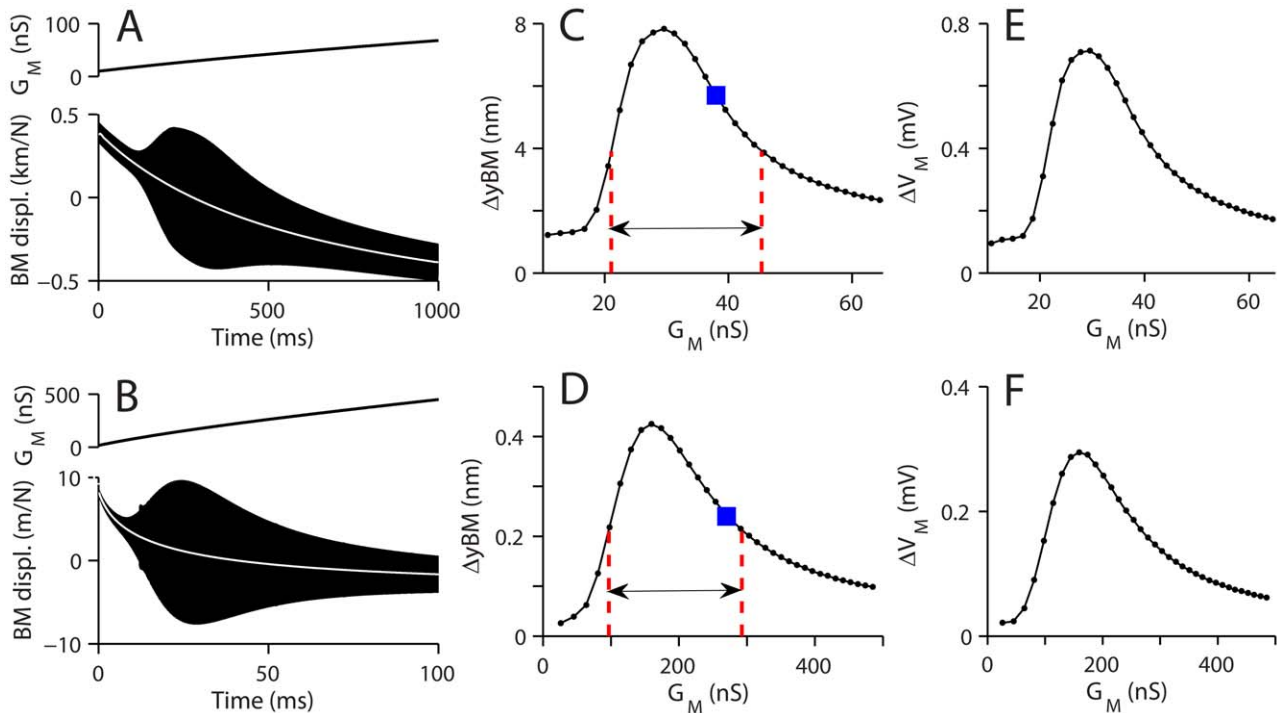 A
100
0
G_M (nS)
0.5
0
−0.5
BM displ. (km/N)
0
500
1000
Time (ms)
C
8
4
0
ΔyBM (nm)
20
40
60
G_M (nS)
E
0.8
0.4
0
ΔV_M (mV)
20
40
60
G_M (nS)
B
500
0
G_M (nS)
10
0
−10
BM displ. (m/N)
0
50
100
Time (ms)
D
0.4
0.2
0
ΔyBM (nm)
0
200
400
G_M (nS)
F
0.4
0.2
0
ΔV_M (mV)
0
200
400
G_M (nS)